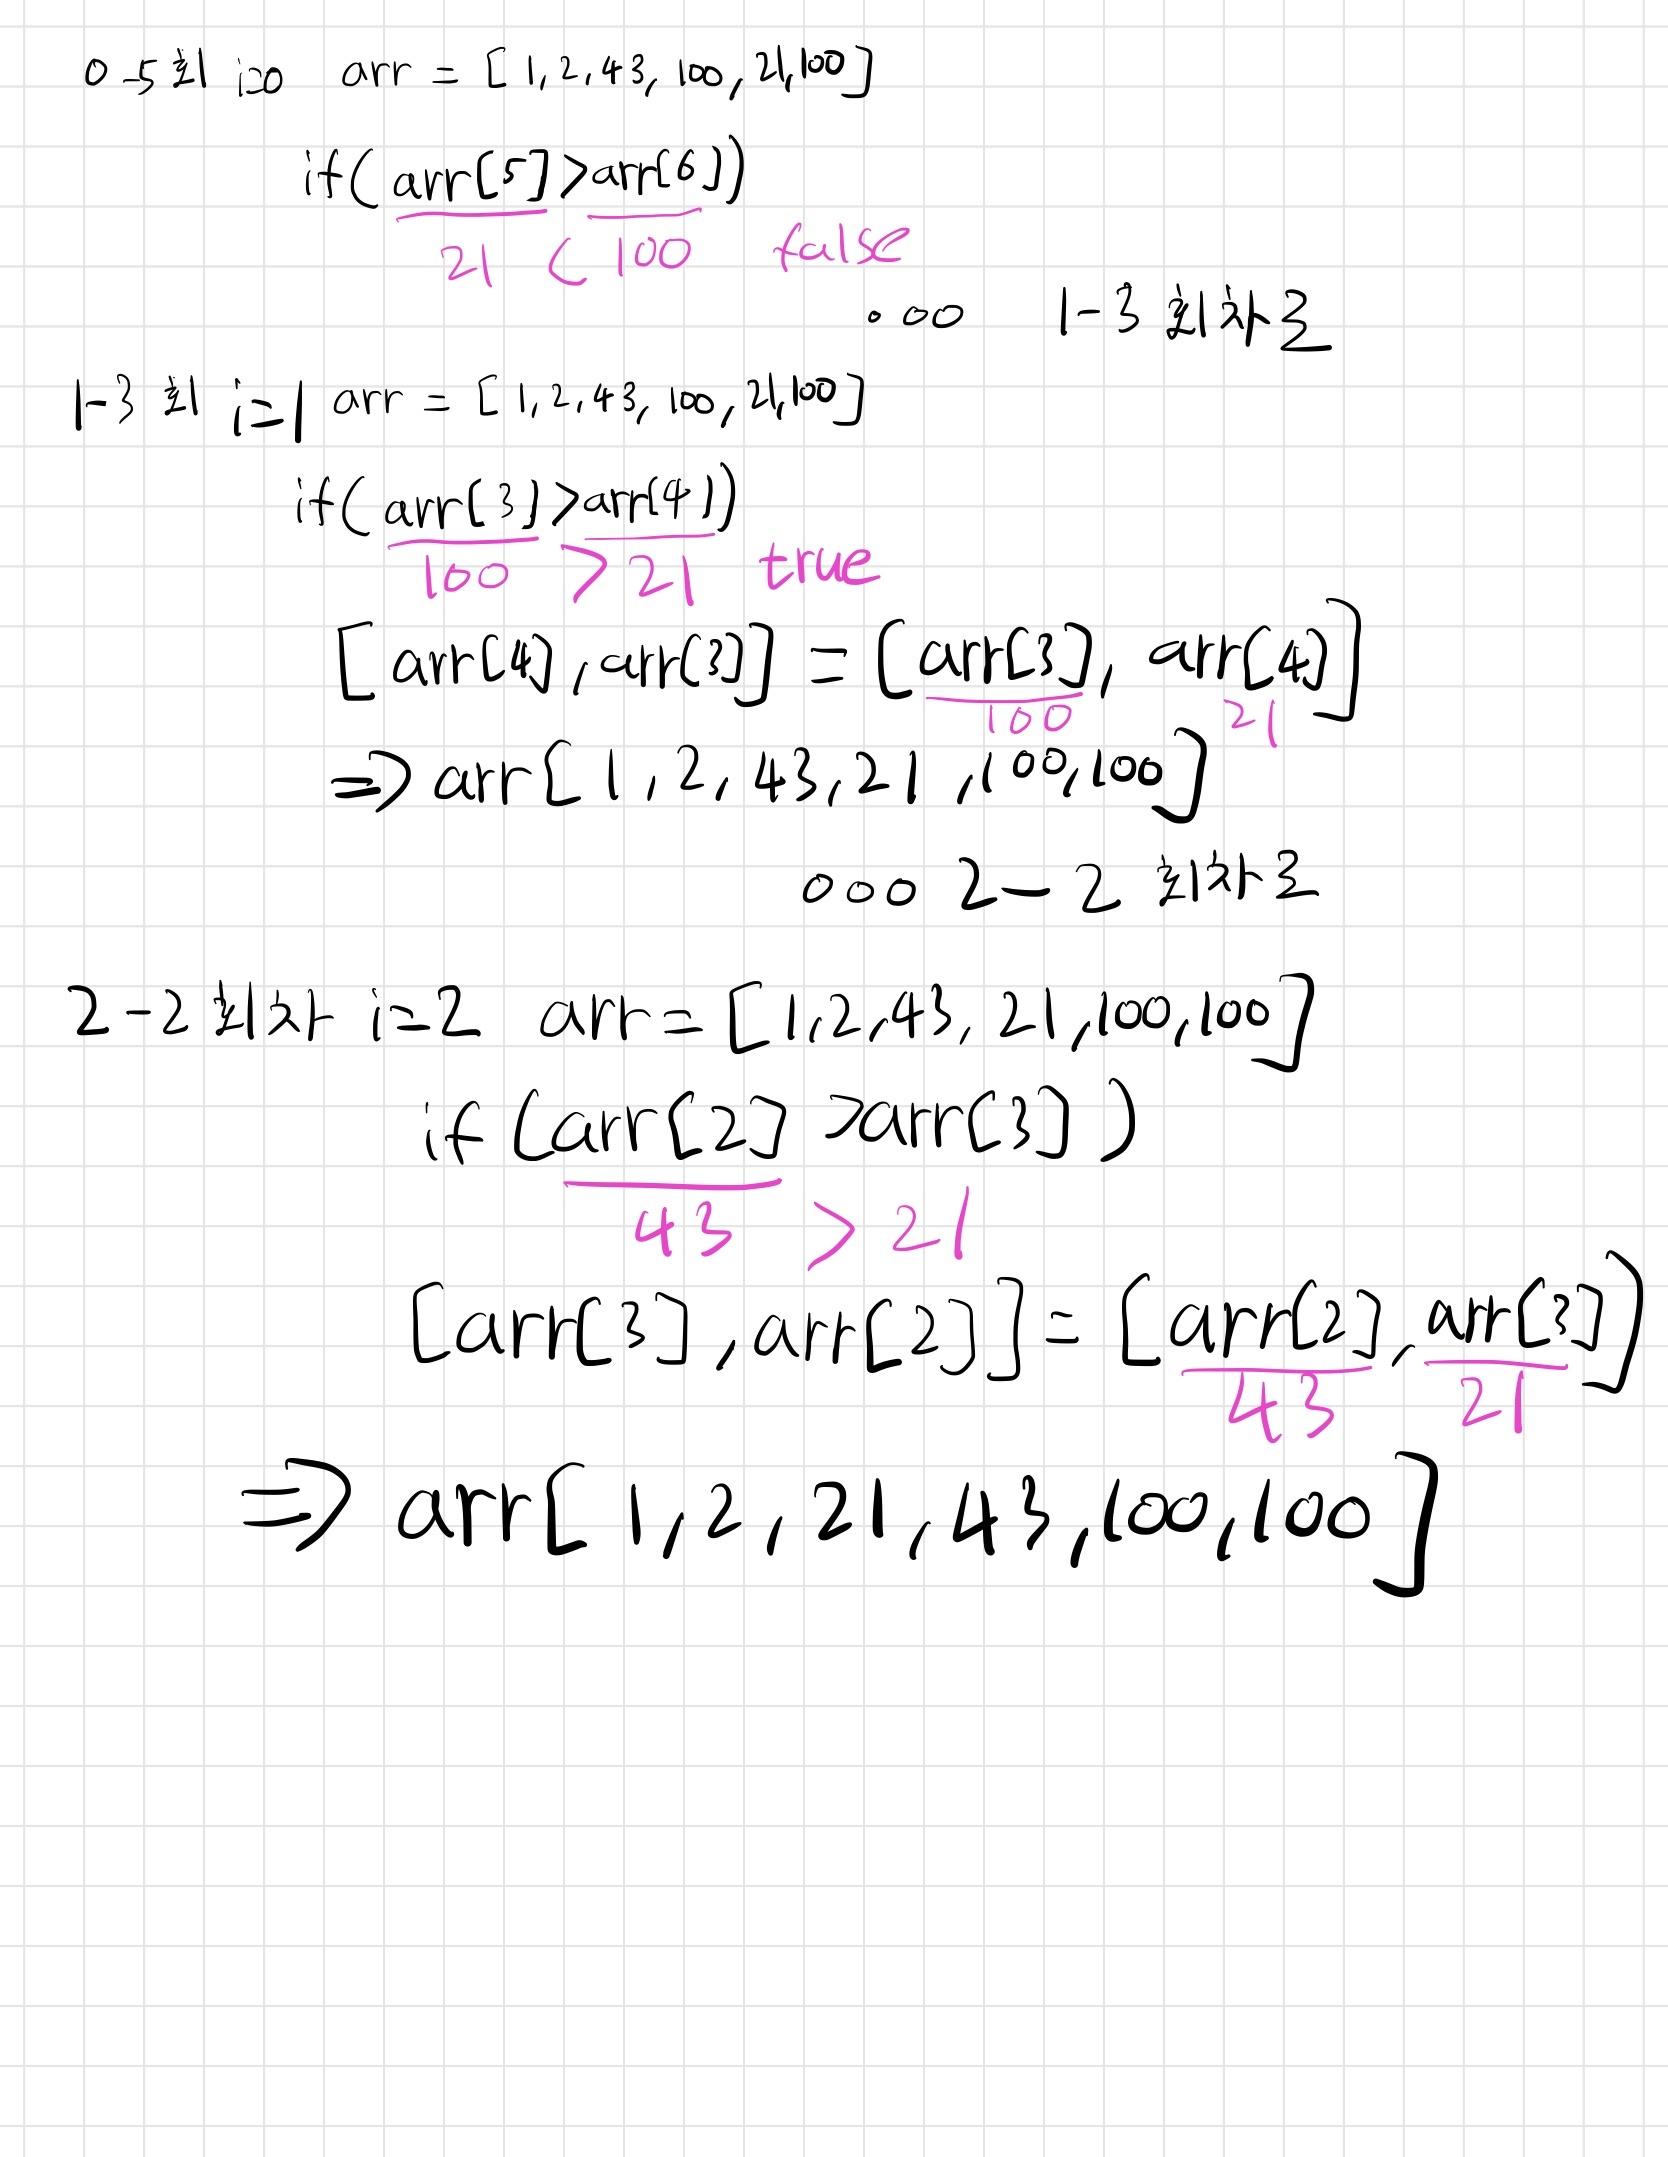 0-5회 i=0 arr = [1,2,43,100,21,100]
if(arr[5]>arr[6])
21 < 100 false
... 1-3 회차로
1-3 회 i=1 arr = [1,2,43,100,21,100]
if(arr[3]>arr[4])
100 > 21 true
[arr[4],arr[3]] = [arr[3], arr[4]]
100 21
=> arr[1,2,43,21,100,100]
... 2-2 회차로
2-2 회차 i=2 arr=[1,2,43,21,100,100]
if (arr[2] >arr[3])
43 > 21
[arr[3],arr[2]]=[arr[2],arr[3]]
43 21
=> arr[1,2,21,43,100,100]